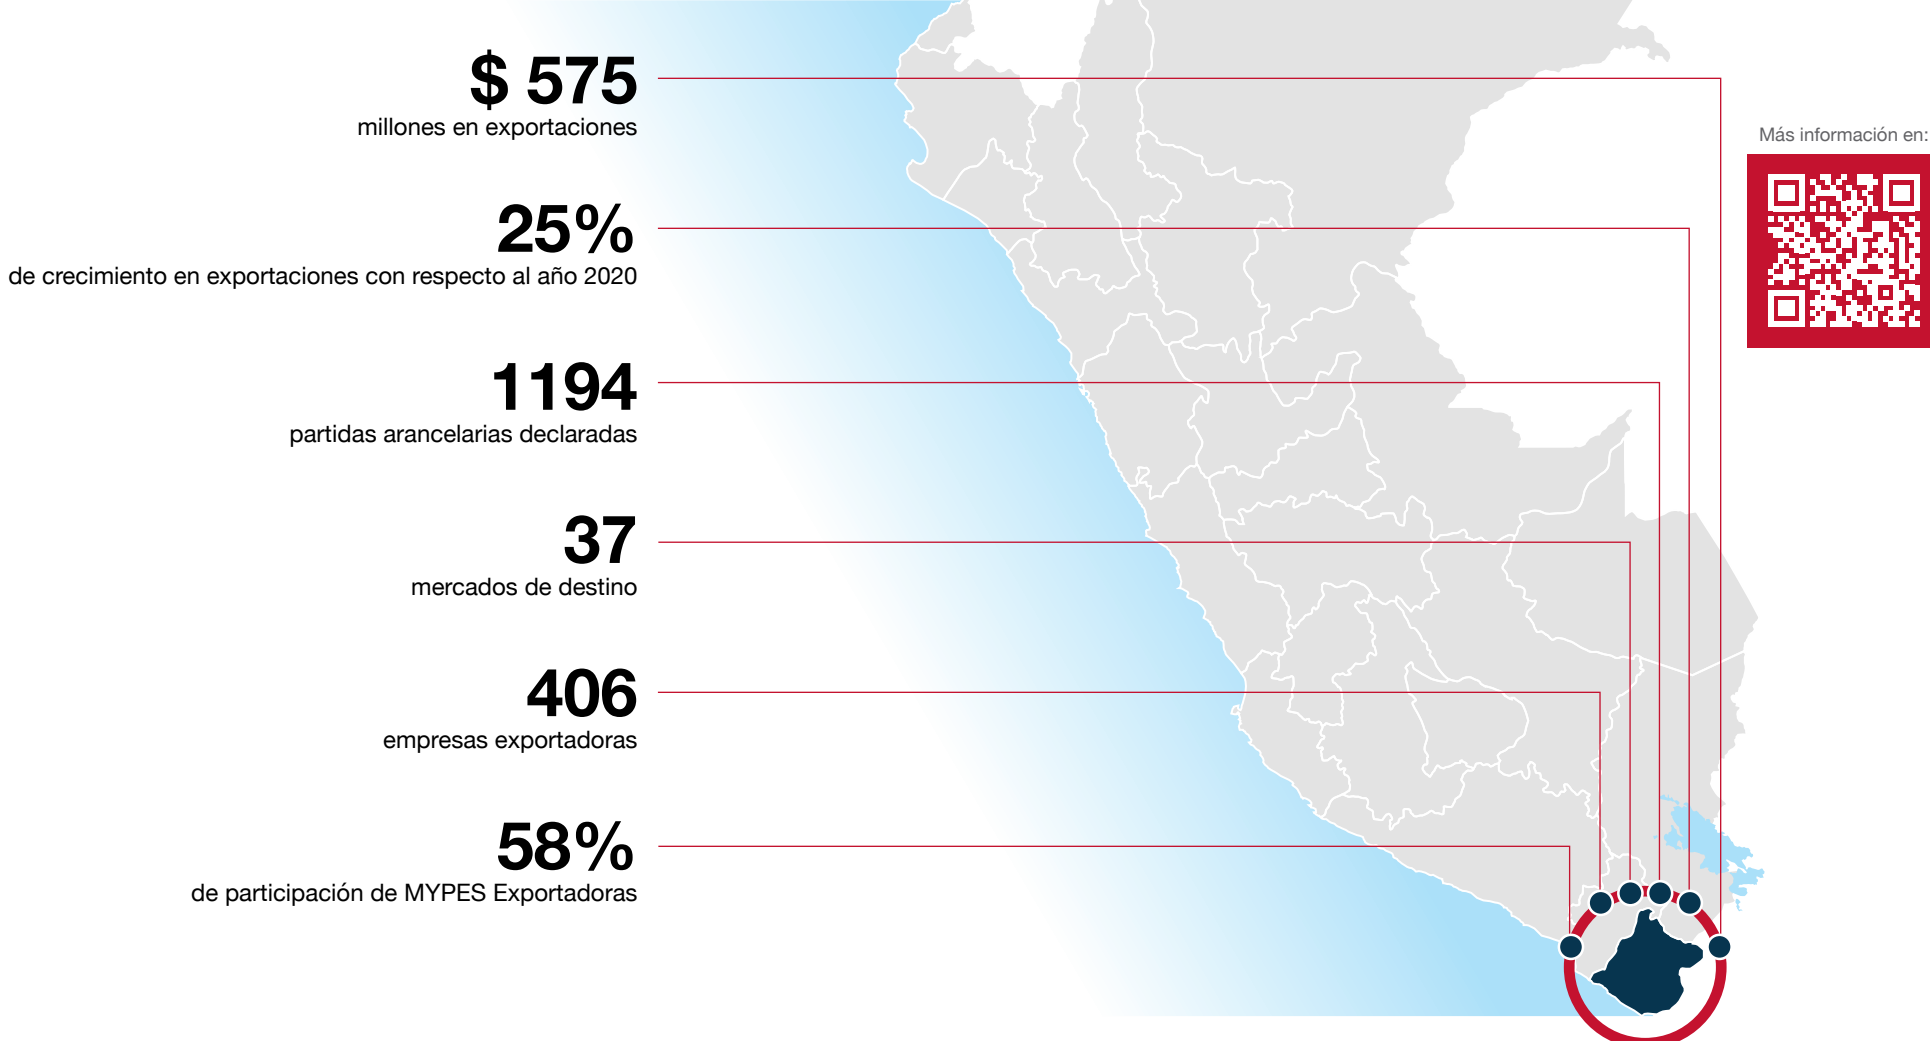 $ 575
millones en exportaciones
Más información en:
25%
de crecimiento en exportaciones con respecto al año 2020
1194
partidas arancelarias declaradas
37
mercados de destino
406
empresas exportadoras
58%
de participación de MYPES Exportadoras